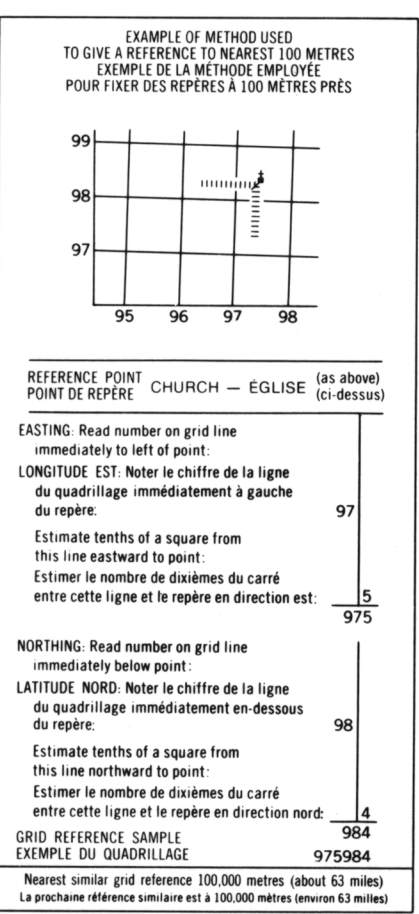 EXAMPLE OF METHOD USED
TO GIVE A REFERENCE TO NEAREST 100 METRES
EXEMPLE DE LA MÉTHODE EMPLOYÉE
POUR FIXER DES REPÈRES À 100 MÈTRES PRÈS
99
98
97
95 96 97 98
REFERENCE POINT
POINT DE REPÈRE
CHURCH — ÉGLISE
(as above)
(ci-dessus)
EASTING: Read number on grid line
immediately to left of point:
LONGITUDE EST: Noter le chiffre de la ligne
du quadrillage immédiatement à gauche
du repère: 97
Estimate tenths of a square from
this line eastward to point:
Estimer le nombre de dixièmes du carré
entre cette ligne et le repère en direction est: 5
975
NORTHING: Read number on grid line
immediately below point:
LATITUDE NORD: Noter le chiffre de la ligne
du quadrillage immédiatement en-dessous
du repère: 98
Estimate tenths of a square from
this line northward to point:
Estimer le nombre de dixièmes du carré
entre cette ligne et le repère en direction nord: 4
984
GRID REFERENCE SAMPLE
EXEMPLE DU QUADRILLAGE 975984
Nearest similar grid reference 100,000 metres (about 63 miles)
La prochaine référence similaire est à 100,000 mètres (environ 63 milles)